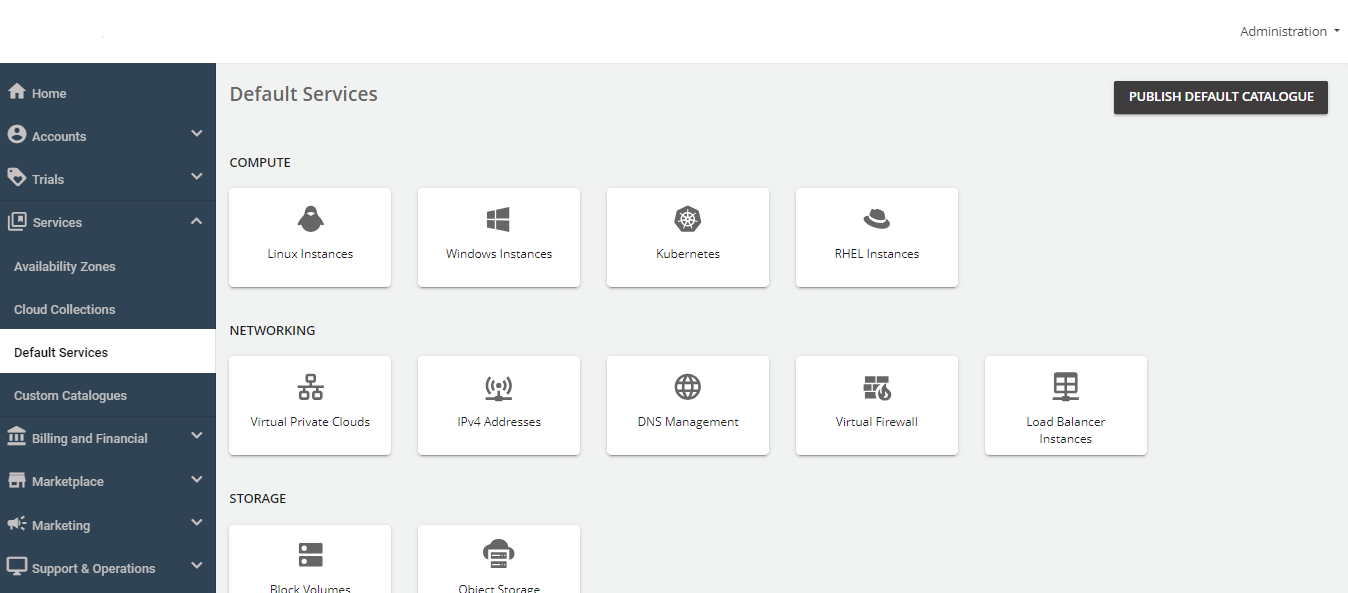 Administration
Home
Accounts
Trials
Services
Availability Zones
Cloud Collections
Default Services
Custom Catalogues
Billing and Financial
Marketplace
Marketing
Support & Operations
Default Services
PUBLISH DEFAULT CATALOGUE
COMPUTE
Linux Instances
Windows Instances
Kubernetes
RHEL Instances
NETWORKING
Virtual Private Clouds
IPv4 Addresses
DNS Management
Virtual Firewall
Load Balancer
Instances
STORAGE
Block Volumes
Object Storage